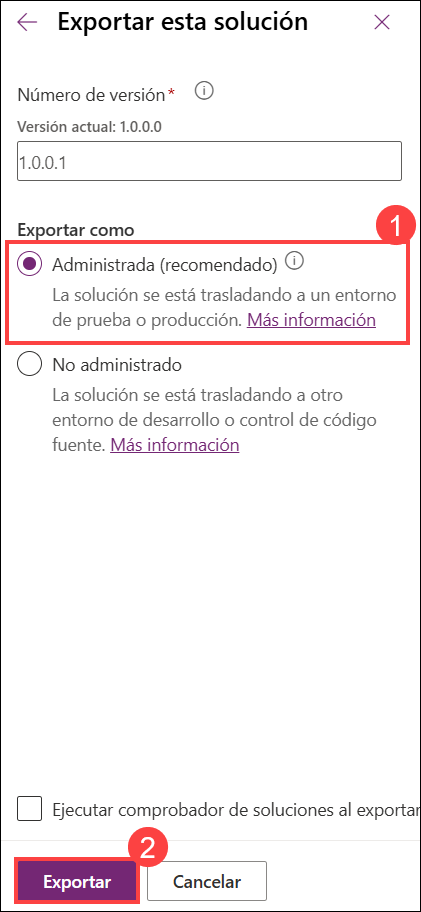 Exportar esta solución
Número de versión*
Versión actual: 1.0.0.0
1.0.0.1
Exportar como
1
Administrada (recomendado)
La solución se está trasladando a un entorno
de prueba o producción. Más información
No administrado
La solución se está trasladando a otro
entorno de desarrollo o control de código
fuente. Más información
Ejecutar comprobador de soluciones al exportar
2
Exportar
Cancelar